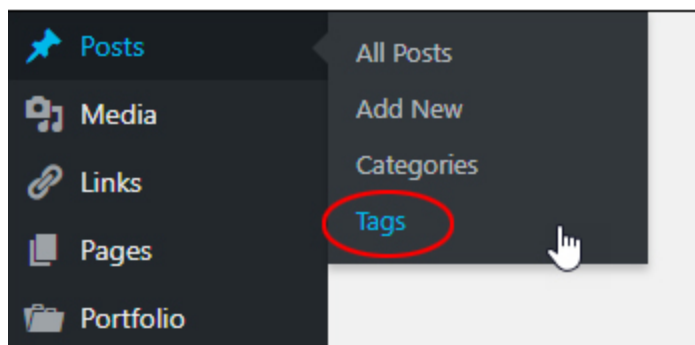 Posts
Media
Links
Pages
Portfolio
All Posts
Add New
Categories
Tags